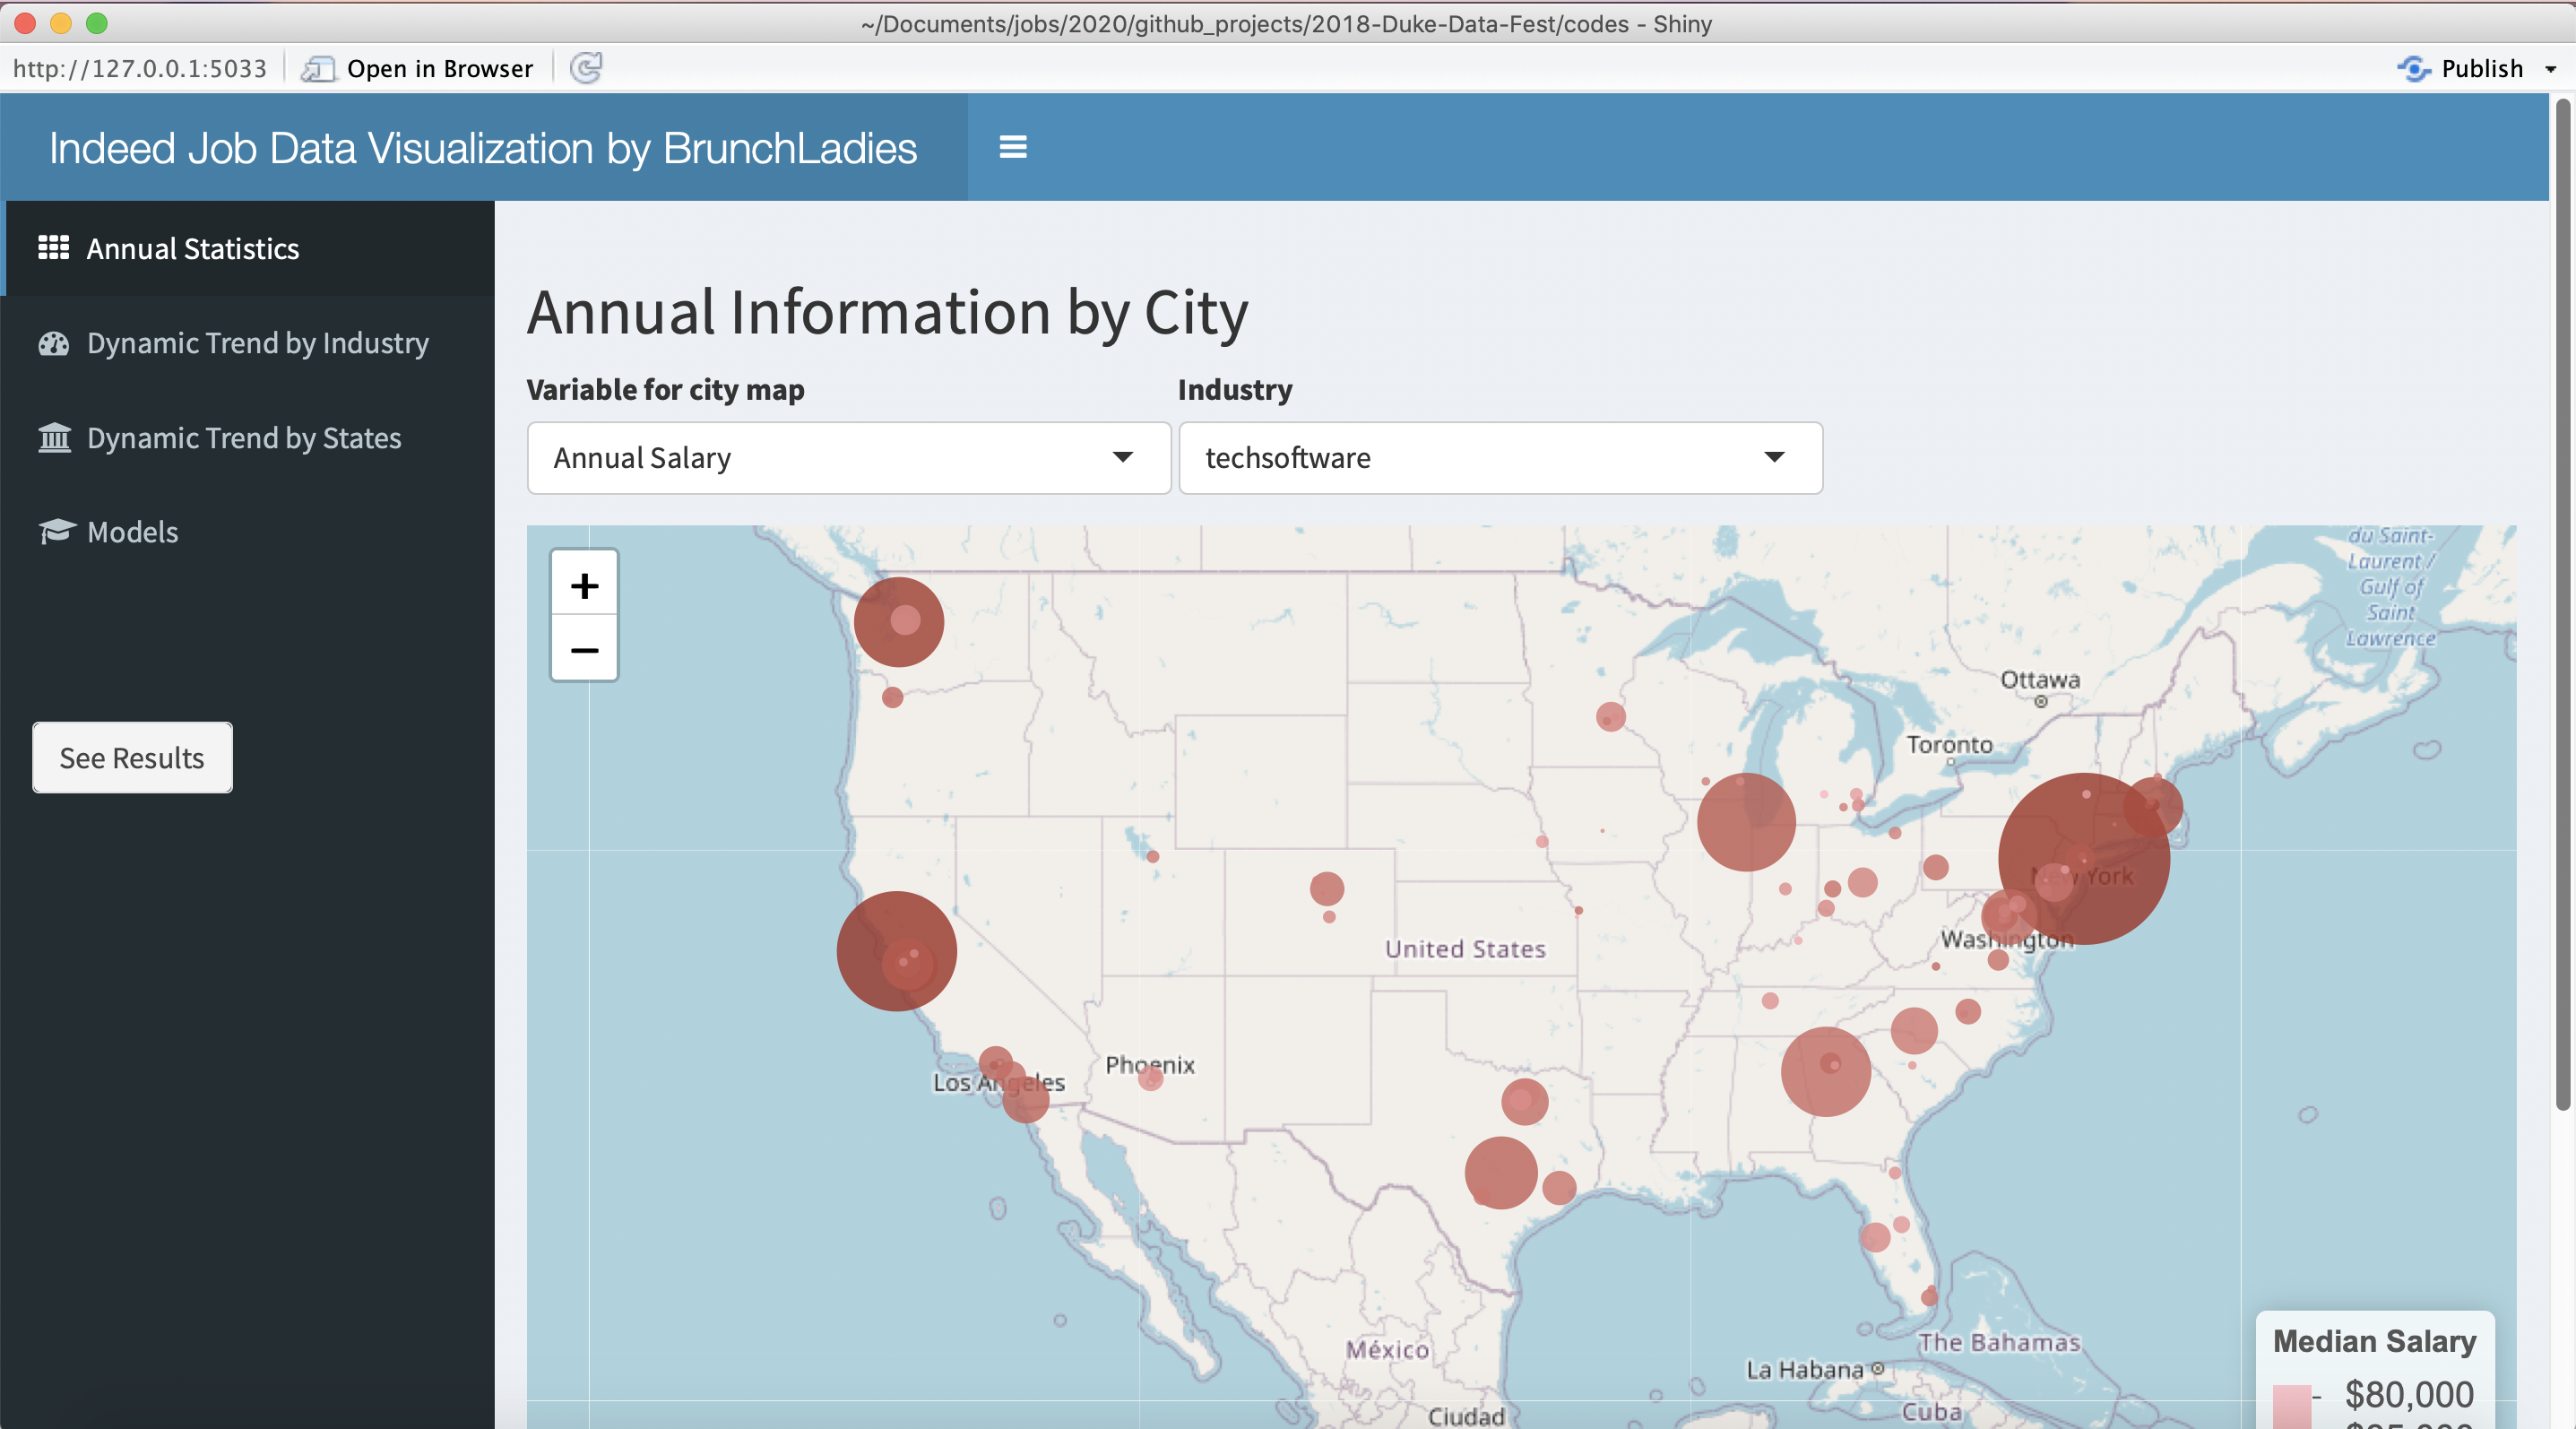 ~/Documents/jobs/2020/github_projects/2018-Duke-Data-Fest/codes - Shiny
http://127.0.0.1:5033
Open in Browser
Publish
Indeed Job Data Visualization by BrunchLadies
Annual Statistics
Dynamic Trend by Industry
Dynamic Trend by States
Models
See Results
Annual Information by City
Variable for city map
Industry
Annual Salary
techsoftware
+
−
du Saint-
Laurent /
Gulf of
Saint
Lawrence
Ottawa
Toronto
New York
Washington
United States
Phoenix
Los Angeles
México
La Habana
The Bahamas
Cuba
Ciudad
Median Salary
$80,000